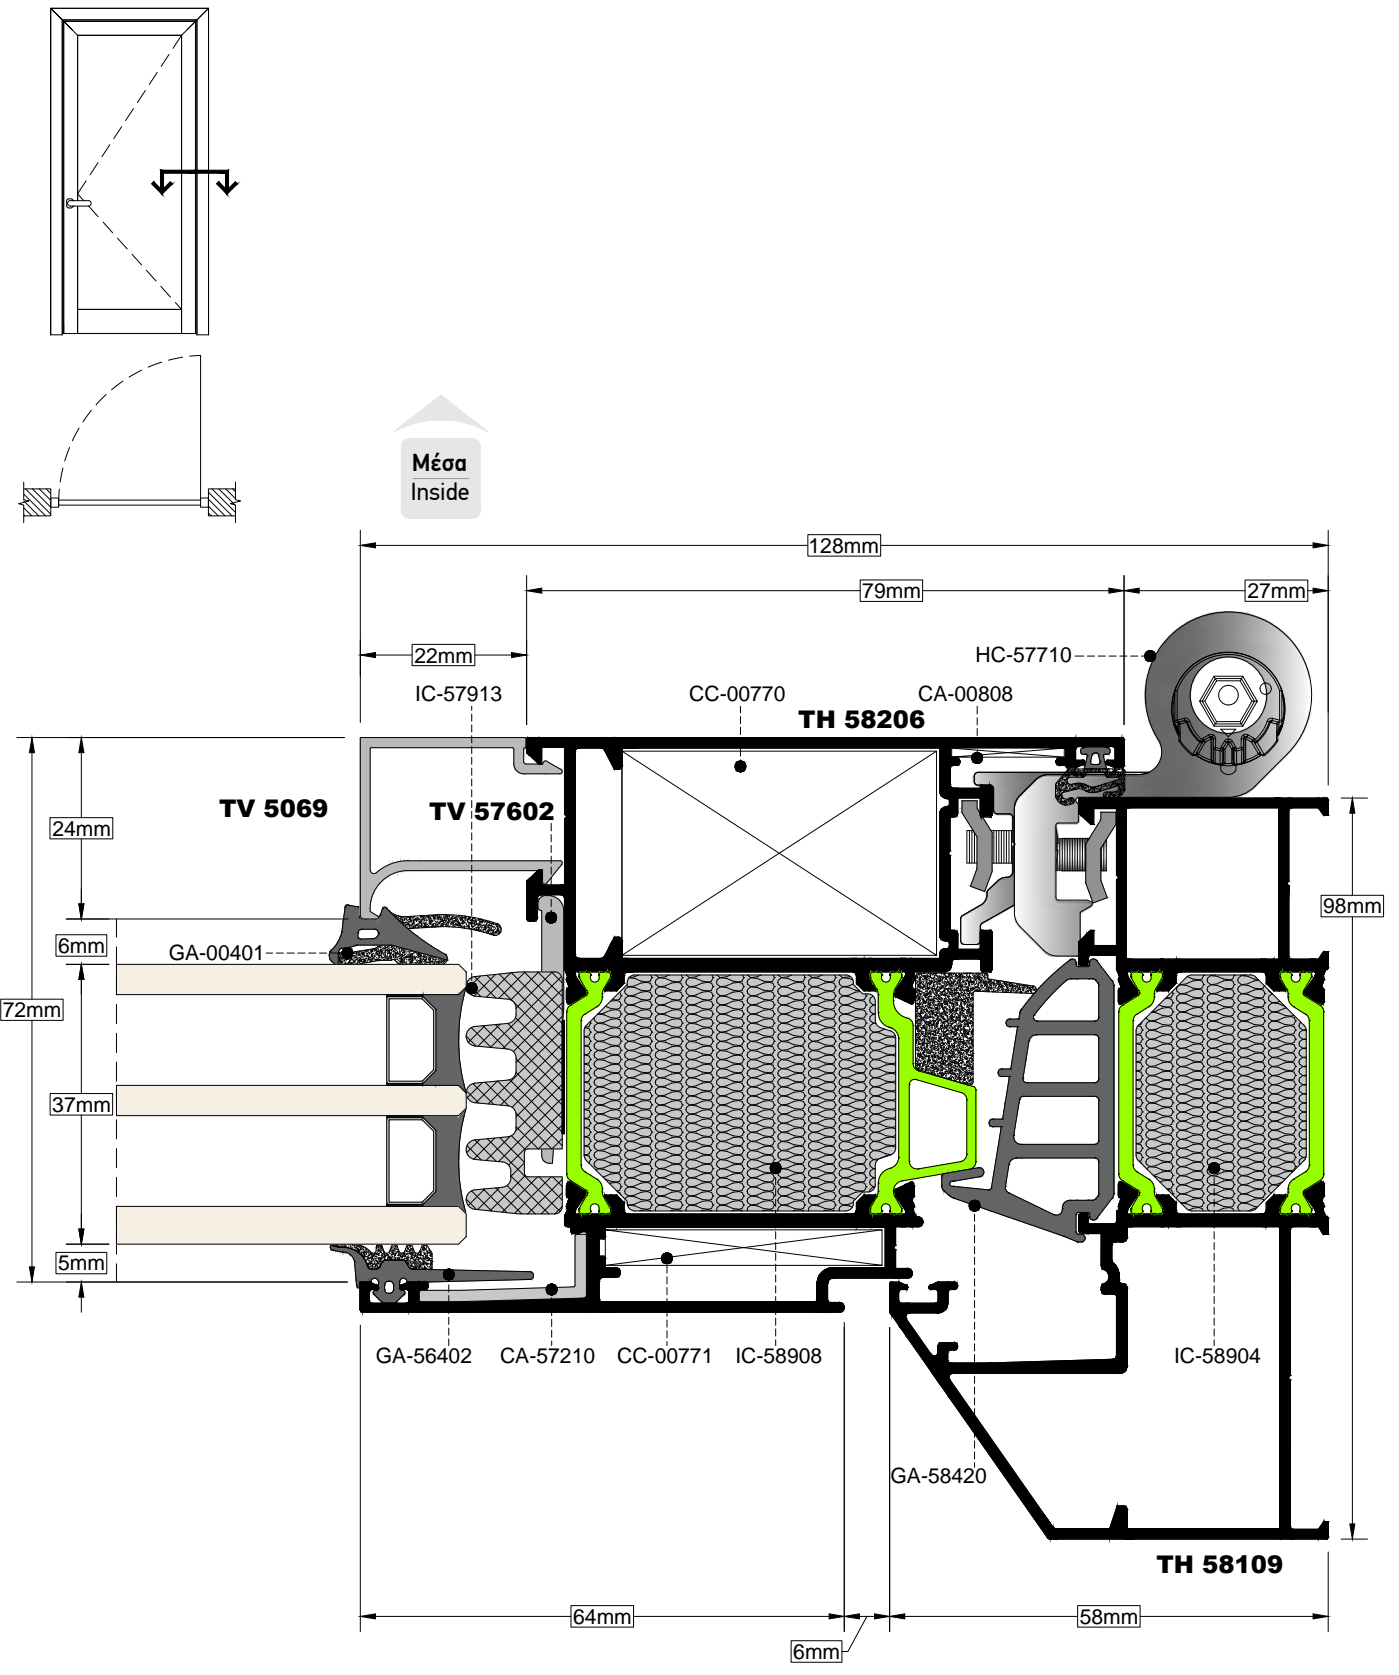 Μέσα
Inside
128mm
79mm
27mm
22mm
HC-57710
IC-57913
CC-00770
CA-00808
TH 58206
TV 5069
TV 57602
24mm
98mm
6mm
GA-00401
72mm
37mm
5mm
GA-56402
CA-57210
CC-00771
IC-58908
IC-58904
GA-58420
TH 58109
64mm
58mm
6mm